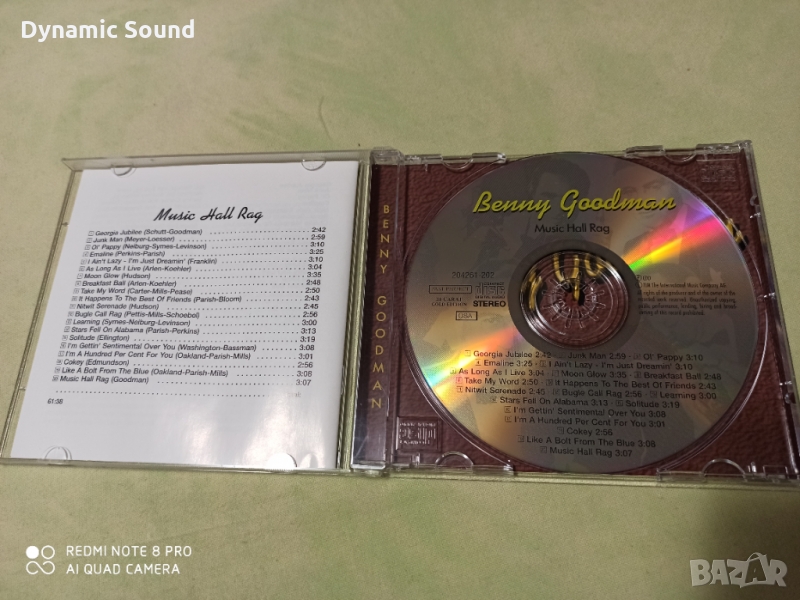 Dynamic Sound
Music Hall Rag
Georgia Jubilee (Schutt-Goodman) 2:42
Junk Man (Meyer-Loesser) 2:59
Ol' Pappy (Neiburg-Symes-Levinson) 3:10
Emaline (Perkins-Parish) 3:25
I Ain't Lazy - I'm Just Dreamin' (Franklin) 3:10
As Long As I Live (Arlen-Koehler) 3:04
Moon Glow (Hudson) 3:35
Breakfast Ball (Arlen-Koehler) 2:48
Take My Word (Carter-Mills-Pease) 2:50
It Happens To The Best Of Friends (Parish-Bloom) 2:43
Nitwit Serenade (Hudson) 2:45
Bugle Call Rag (Pettis-Mills-Schoebel) 2:56
Learning (Symes-Neiburg-Levinson) 3:00
Stars Fell On Alabama (Parish-Perkins) 3:13
Solitude (Ellington) 3:19
I'm Gettin' Sentimental Over You (Washington-Bassman) 3:08
I'm A Hundred Per Cent For You (Oakland-Parish-Mills) 3:01
Cokey (Edmundson) 2:56
Like A Bolt From The Blue (Oakland-Parish-Mills) 3:08
Music Hall Rag (Goodman) 3:07
61:56
BENNY GOODMAN
Benny Goodman
Music Hall Rag
204261-202
STEREO
Georgia Jubilee 2:42 Junk Man 2:59 Ol' Pappy 3:10
Emaline 3:25 I Ain't Lazy - I'm Just Dreamin' 3:10
As Long As I Live 3:04 Moon Glow 3:35 Breakfast Ball 2:48
Take My Word 2:50 It Happens To The Best Of Friends 2:43
Nitwit Serenade 2:45 Bugle Call Rag 2:56 Learning 3:00
Stars Fell On Alabama 3:13 Solitude 3:19
I'm Gettin' Sentimental Over You 3:08
I'm A Hundred Per Cent For You 3:01
Cokey 2:56
Like A Bolt From The Blue 3:08
Music Hall Rag 3:07
REDMI NOTE 8 PRO
AI QUAD CAMERA
BAZAR